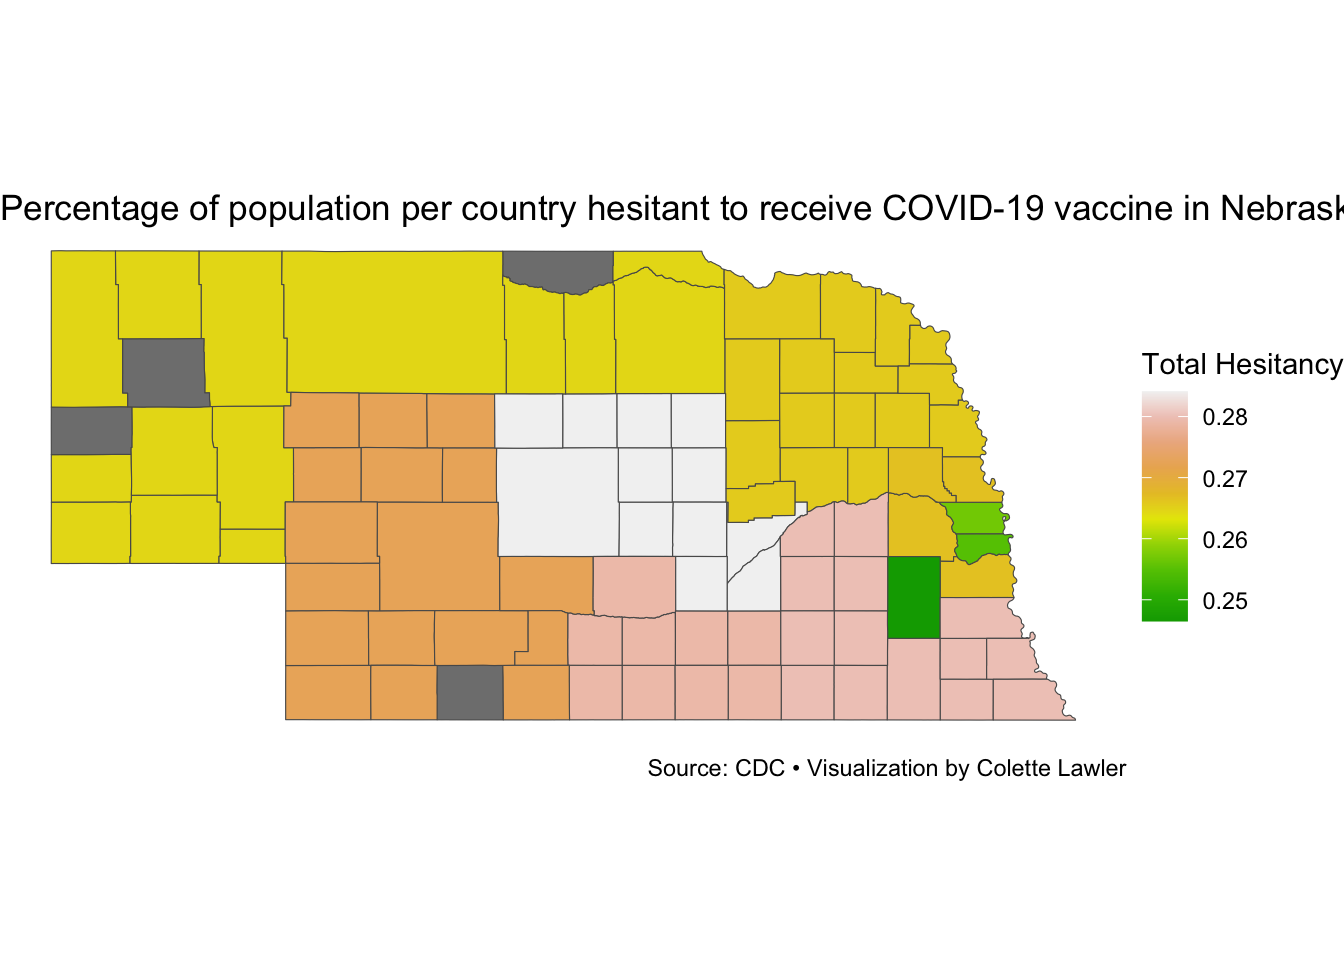 Percentage of population per country hesitant to receive COVID-19 vaccine in Nebrask
Total Hesitancy
0.28
0.27
0.26
0.25
Source: CDC • Visualization by Colette Lawler